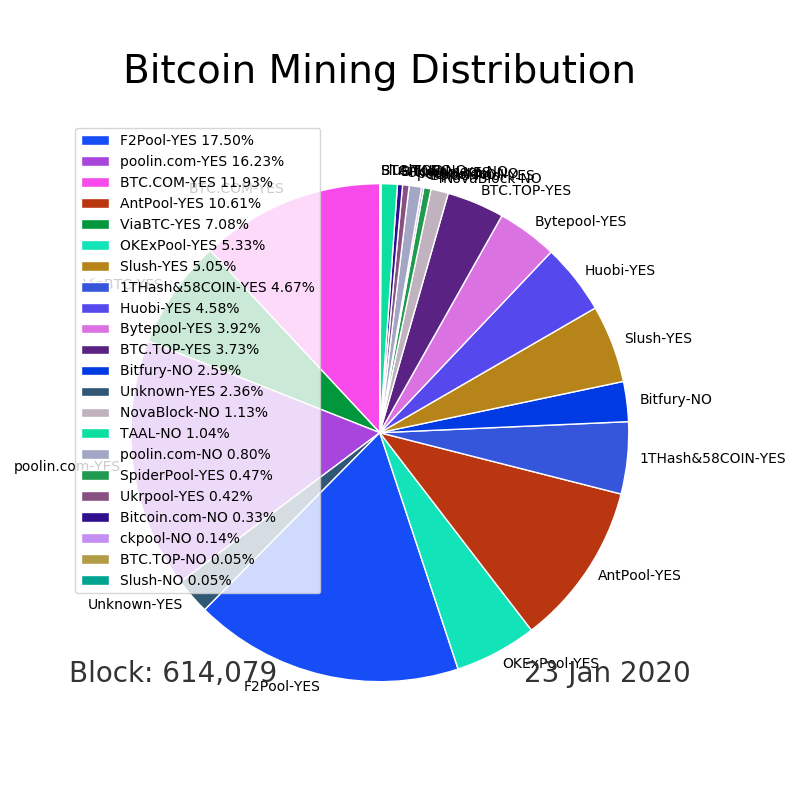 Bitcoin Mining Distribution
F2Pool-YES 17.50%
poolin.com-YES 16.23%
BTC.COM-YES 11.93%
AntPool-YES 10.61%
ViaBTC-YES 7.08%
OKExPool-YES 5.33%
Slush-YES 5.05%
1THash&58COIN-YES 4.67%
Huobi-YES 4.58%
Bytepool-YES 3.92%
BTC.TOP-YES 3.73%
Bitfury-NO 2.59%
Unknown-YES 2.36%
NovaBlock-NO 1.13%
TAAL-NO 1.04%
poolin.com-NO 0.80%
SpiderPool-YES 0.47%
Ukrpool-YES 0.42%
Bitcoin.com-NO 0.33%
ckpool-NO 0.14%
BTC.TOP-NO 0.05%
Slush-NO 0.05%
NovaBlock-NO
BTC.COM-YES
BTC.TOP-YES
Bytepool-YES
Huobi-YES
ViaBTC-YES
Slush-YES
Bitfury-NO
1THash&58COIN-YES
poolin.com-YES
AntPool-YES
Unknown-YES
OKExPool-YES
F2Pool-YES
Block: 614,079
23 Jan 2020